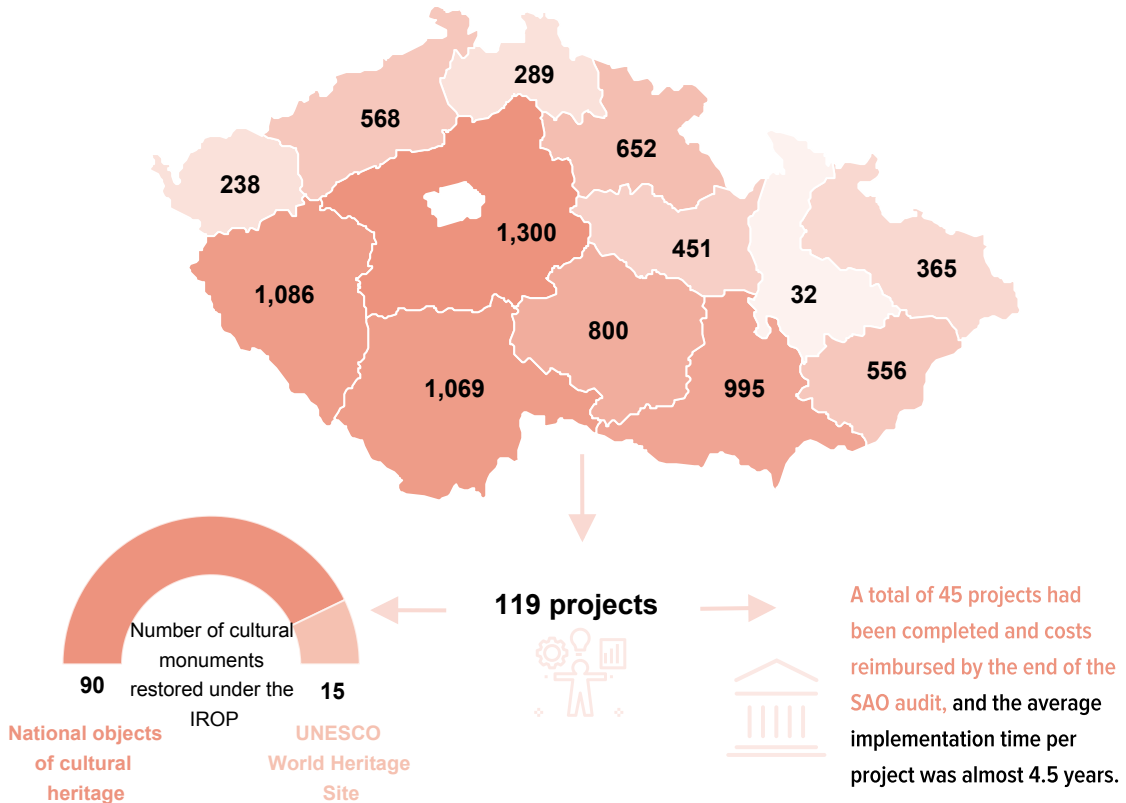 289
568
652
238
1,300
451
365
1,086
32
800
556
1,069
995
119 projects
Number of cultural
monuments
restored under the
IROP
90
15
National objects
of cultural
heritage
UNESCO
World Heritage
Site
A total of 45 projects had
been completed and costs
reimbursed by the end of the
SAO audit, and the average
implementation time per
project was almost 4.5 years.